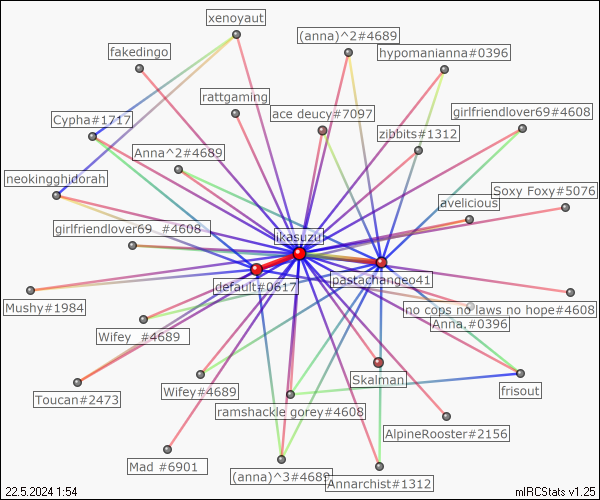 xenoyaut
(anna)^2#4689
fakedingo
hypomanianna#0396
rattgaming
ace deucy#7097
girlfriendlover69#4608
Cypha#1717
zibbits#1312
Anna^2#4689
neokingghidorah
Soxy Foxy#5076
avelicious
girlfriendlover69_ #4608
ikasuzu
pastachangeo41
default#0617
Mushy#1984
no cops no laws no hope#4608
Anna.#0396
Wifey_ #4689
Skalman
Wifey#4689
frisout
Toucan#2473
ramshackle gorey#4608
AlpineRooster#2156
Mad #6901
(anna)^3#4689
Annarchist#1312
22.5.2024 1:54
mIRCStats v1.25